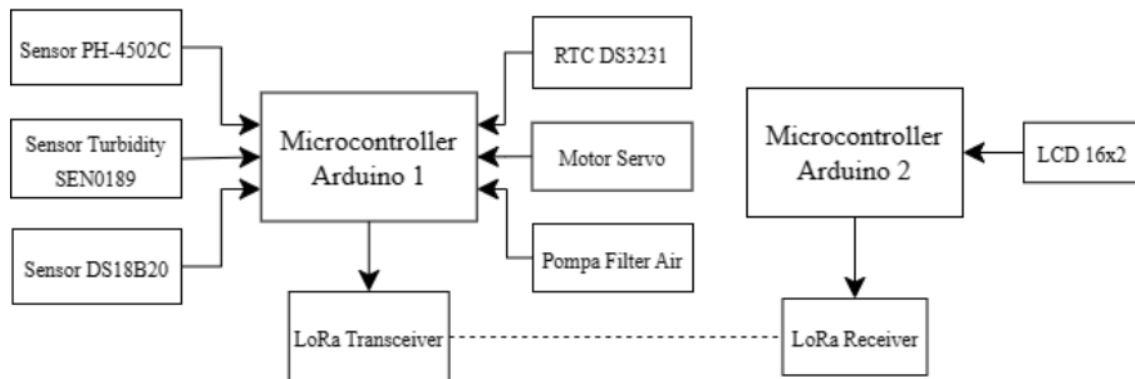 Sensor PH-4502C
Sensor Turbidity
SEN0189
Sensor DS18B20
Microcontroller
Arduino 1
RTC DS3231
Motor Servo
Pompa Filter Air
LoRa Transceiver
Microcontroller
Arduino 2
LCD 16x2
LoRa Receiver